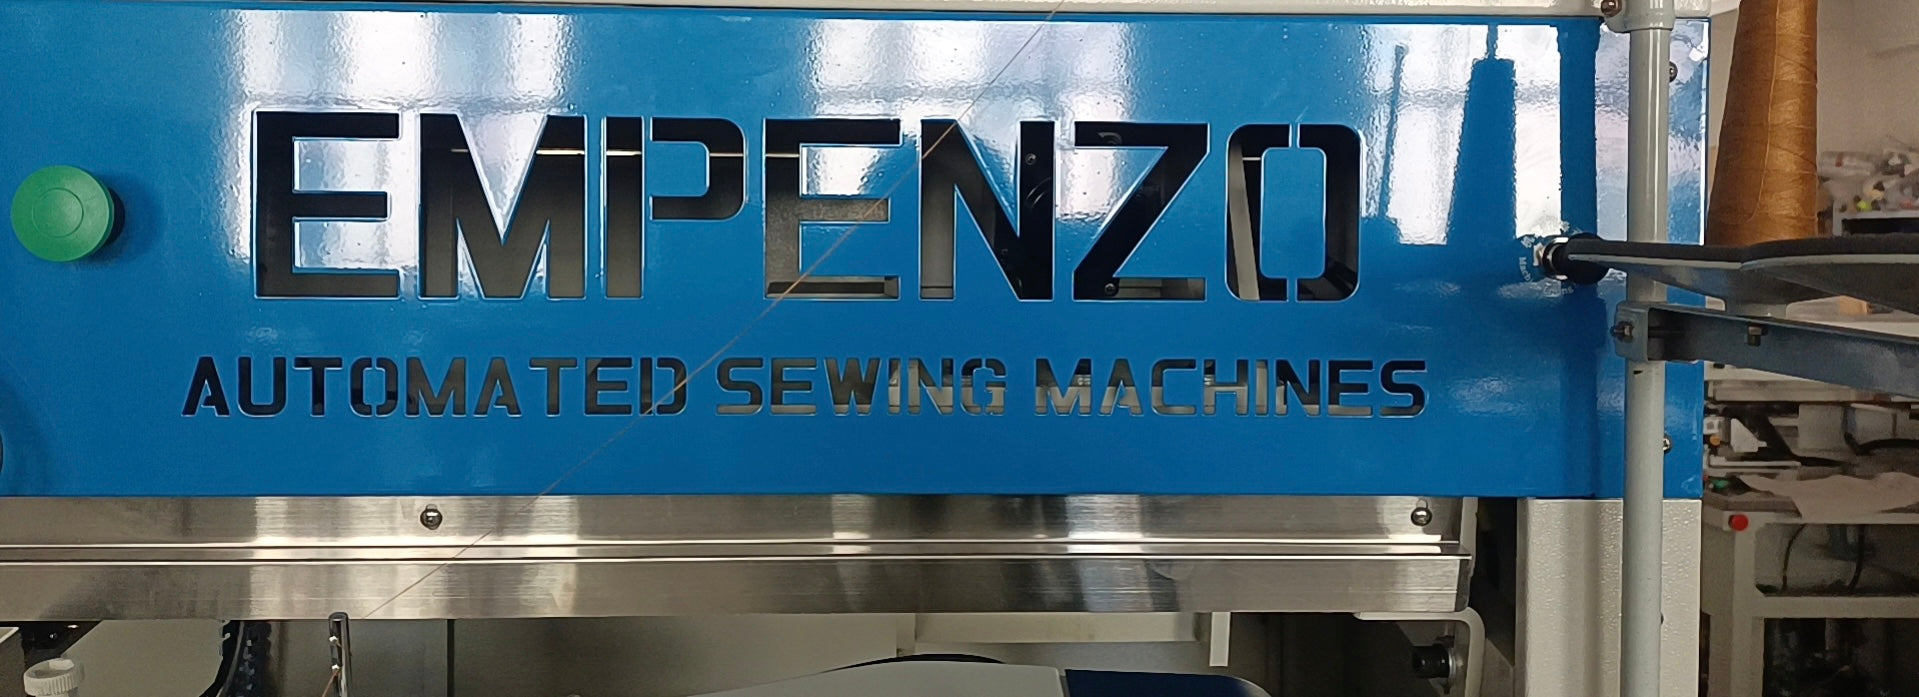 EMPENZO
AUTOMATED SEWING MACHINES